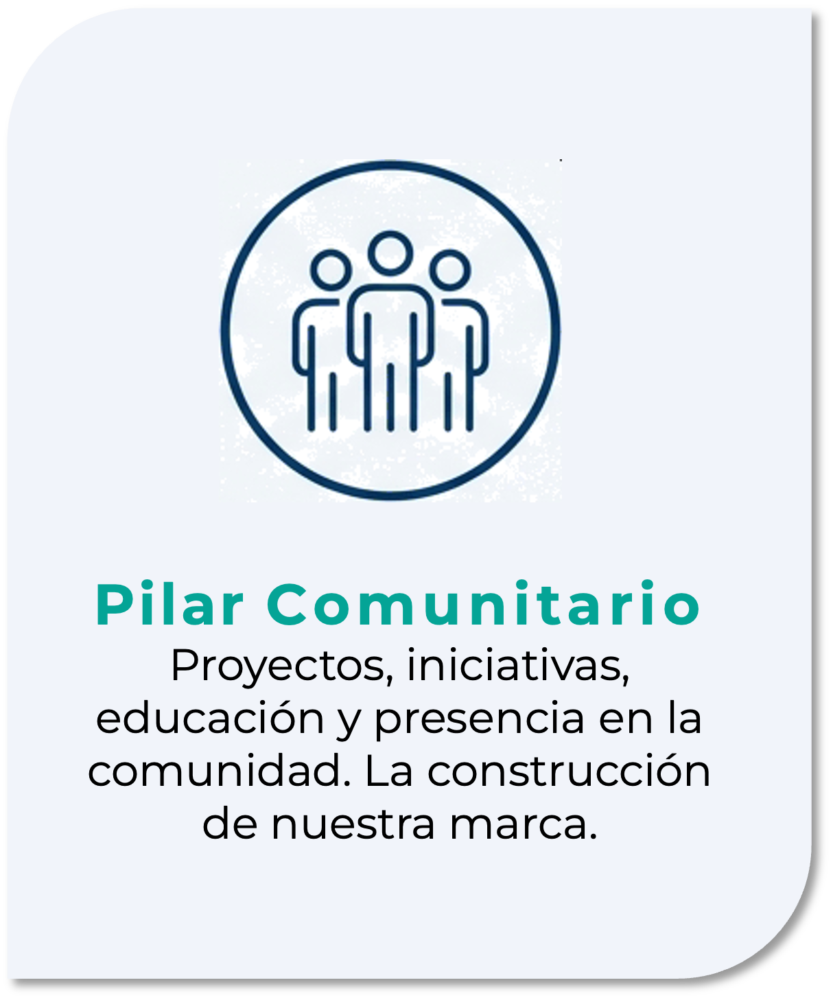 Pilar Comunitario
Proyectos, iniciativas,
educación y presencia en la
comunidad. La construcción
de nuestra marca.